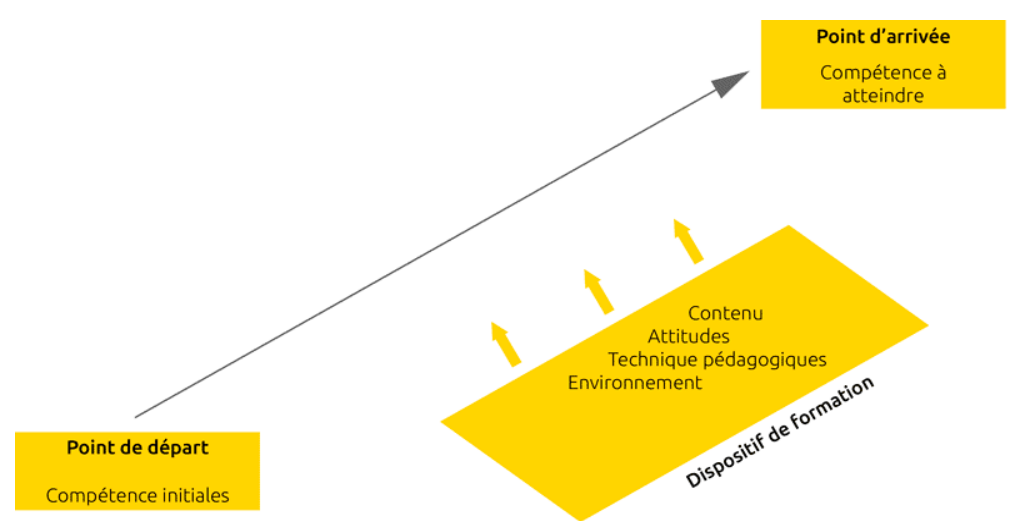 Point d'arrivée
Compétence à
atteindre
Contenu
Attitudes
Technique pédagogiques
Environnement
Dispositif de formation
Point de départ
Compétence initiales